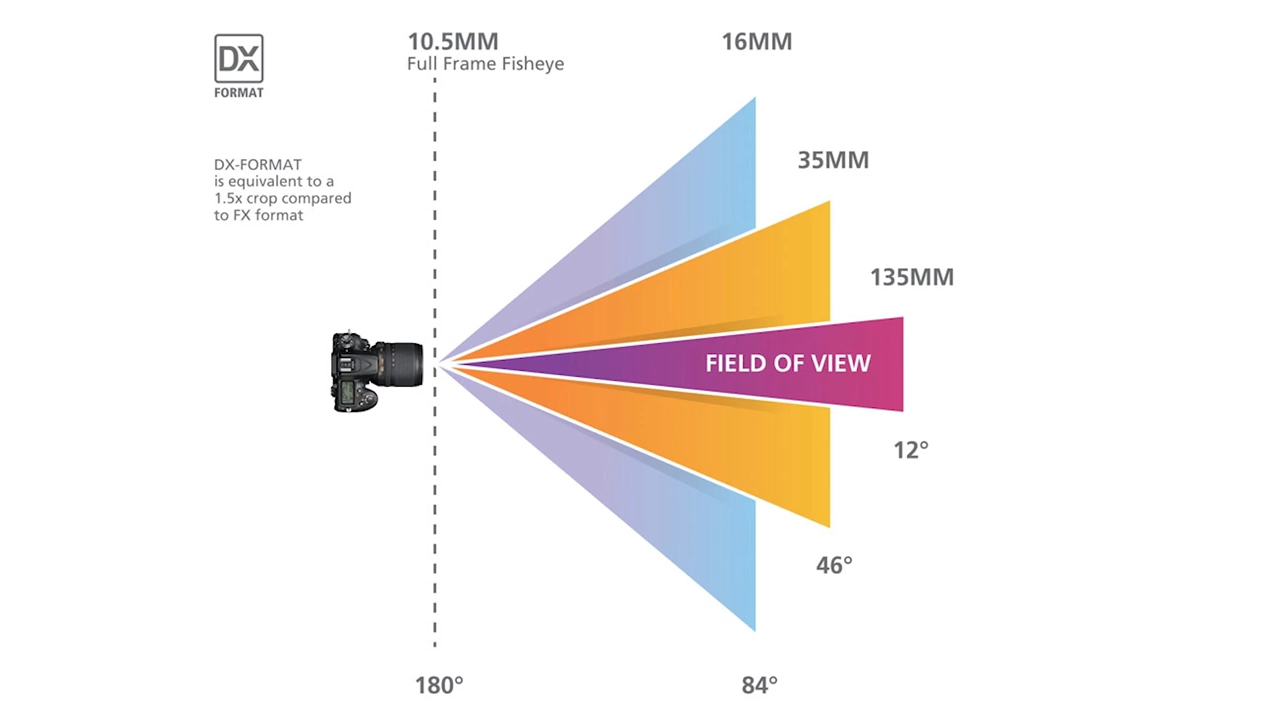 DX
FORMAT
DX-FORMAT
is equivalent to a
1.5x crop compared
to FX format
10.5MM
Full Frame Fisheye
16MM
35MM
135MM
FIELD OF VIEW
12°
46°
84°
180°